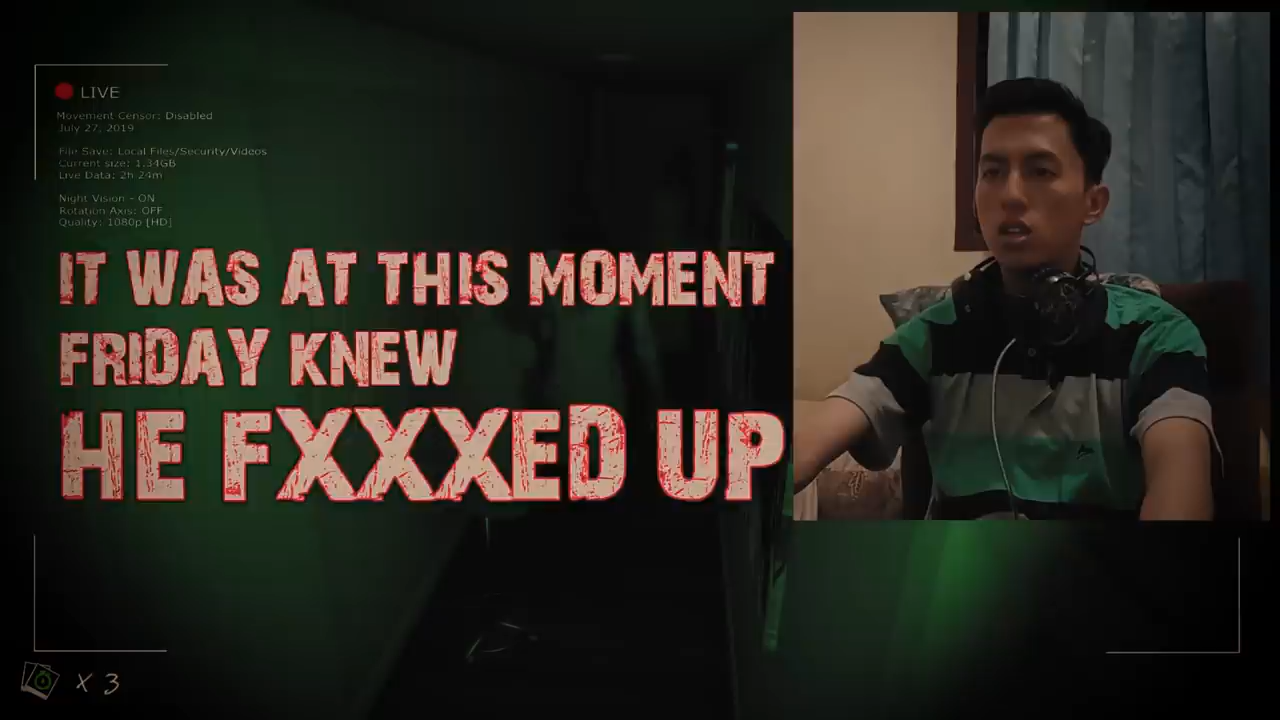 LIVE
Movement Censor: Disabled
July 27, 2019
File Save: Local Files/Security/Videos
Current size: 1.34GB
Live Data: 2h 24m
Night Vision - ON
Rotation Axis: OFF
Quality: 1080p [HD]
IT WAS AT THIS MOMENT
FRIDAY KNEW
HE FXXXED UP
X 3